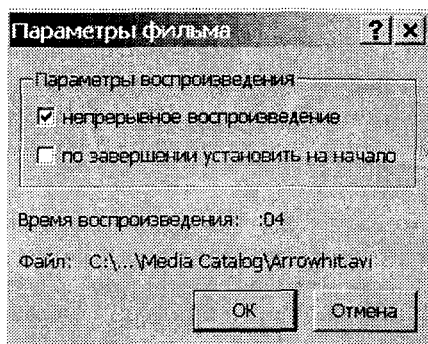 Параметры фильма ? ×
Параметры воспроизведения
непрерывное воспроизведение
по завершении установить на начало
Время воспроизведения: :04
Файл: C:\...\Media Catalog\Arrowhit.avi
ОК Отмена